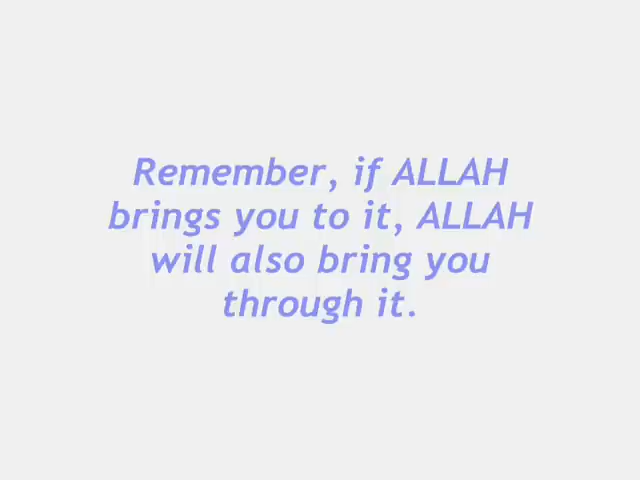 Remember, if ALLAH
brings you to it, ALLAH
will also bring you
through it.